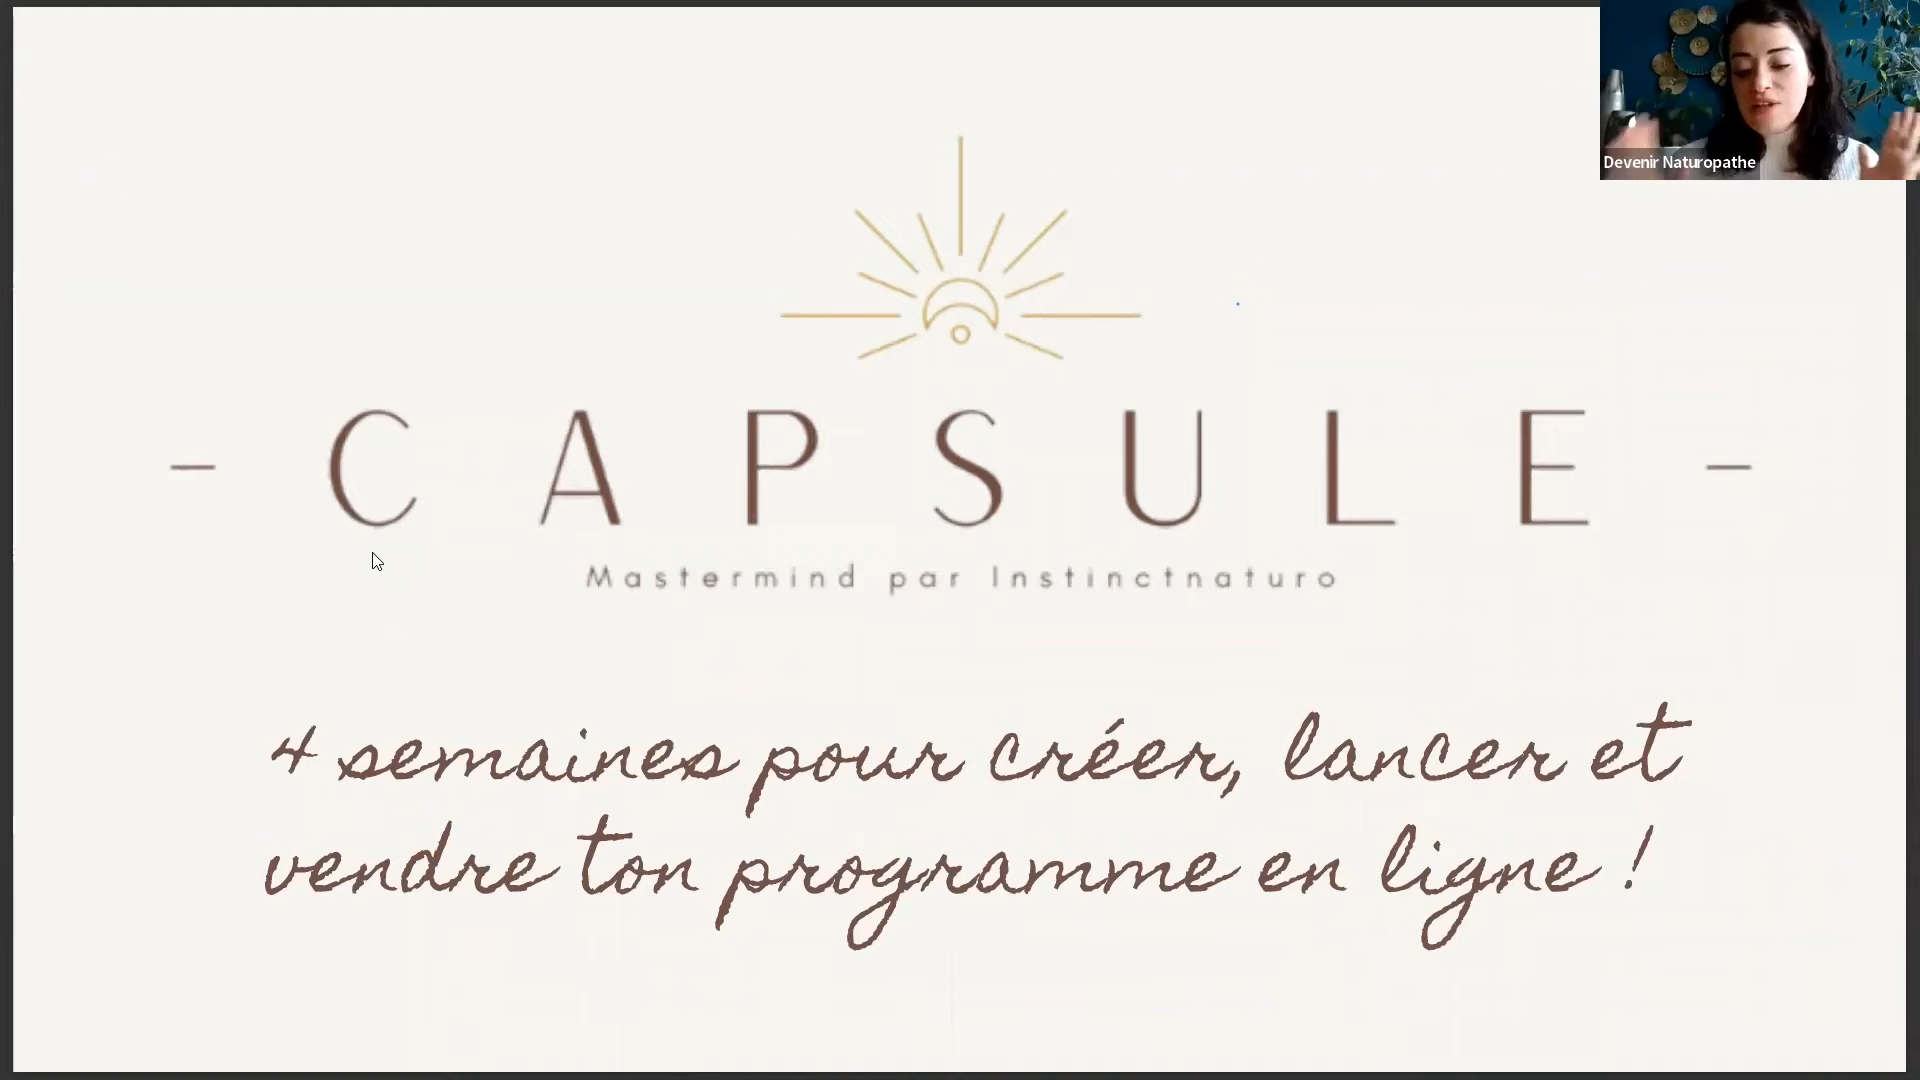 Devenir Naturopathe
- CAPSULE -
Mastermind par Instinctnaturo
4 semaines pour créer, lancer et
vendre ton programme en ligne !